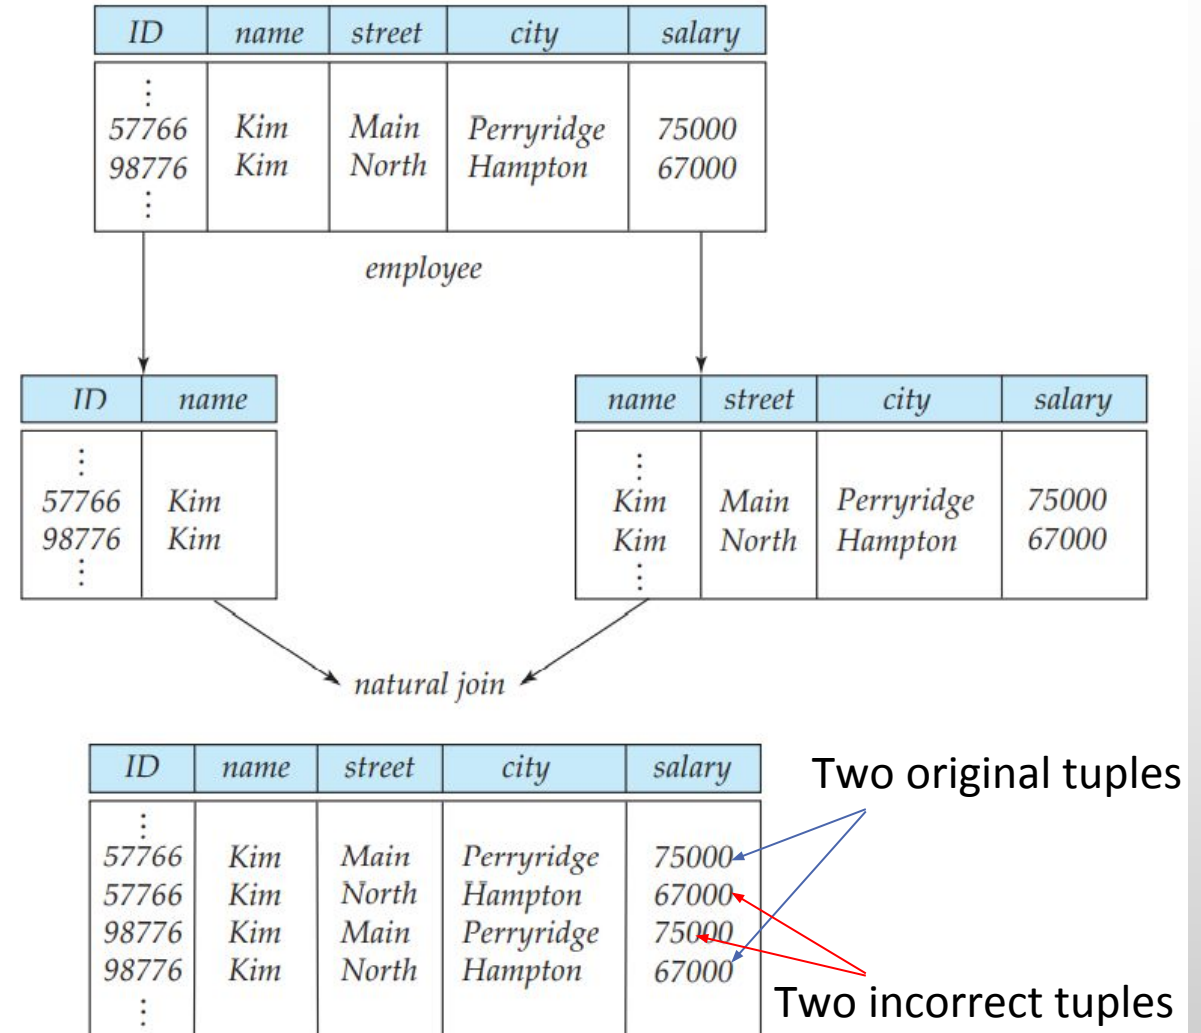 ID name street city salary
⋮
57766 Kim Main Perryridge 75000
98776 Kim North Hampton 67000
⋮
employee
ID name
⋮
57766 Kim
98776 Kim
⋮
name street city salary
⋮
Kim Main Perryridge 75000
Kim North Hampton 67000
⋮
natural join
ID name street city salary
Two original tuples
⋮
57766 Kim Main Perryridge 75000
57766 Kim North Hampton 67000
98776 Kim Main Perryridge 75000
98776 Kim North Hampton 67000
⋮
Two incorrect tuples